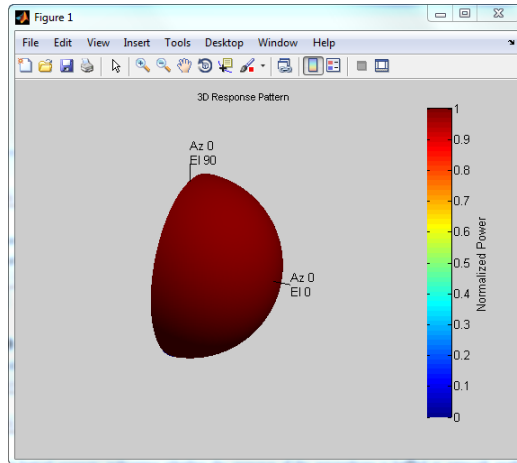 Figure 1
File Edit View Insert Tools Desktop Window Help
3D Response Pattern
Az 0
El 90
Az 0
El 0
1
0.9
0.8
0.7
0.6
0.5
0.4
0.3
0.2
0.1
0
Normalized Power